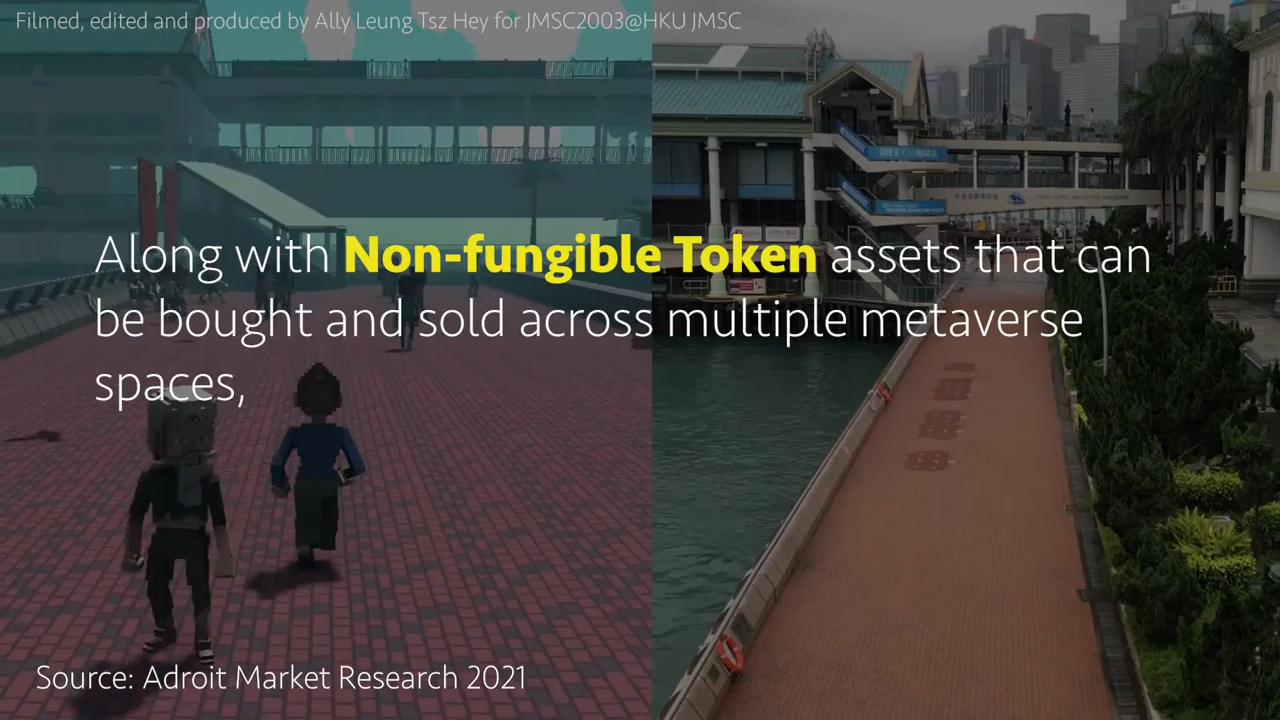 Filmed, edited and produced by Ally Leung Tsz Hey for JMSC2003@HKU JMSC
Along with Non-fungible Token assets that can
be bought and sold across multiple metaverse
spaces,
Source: Adroit Market Research 2021